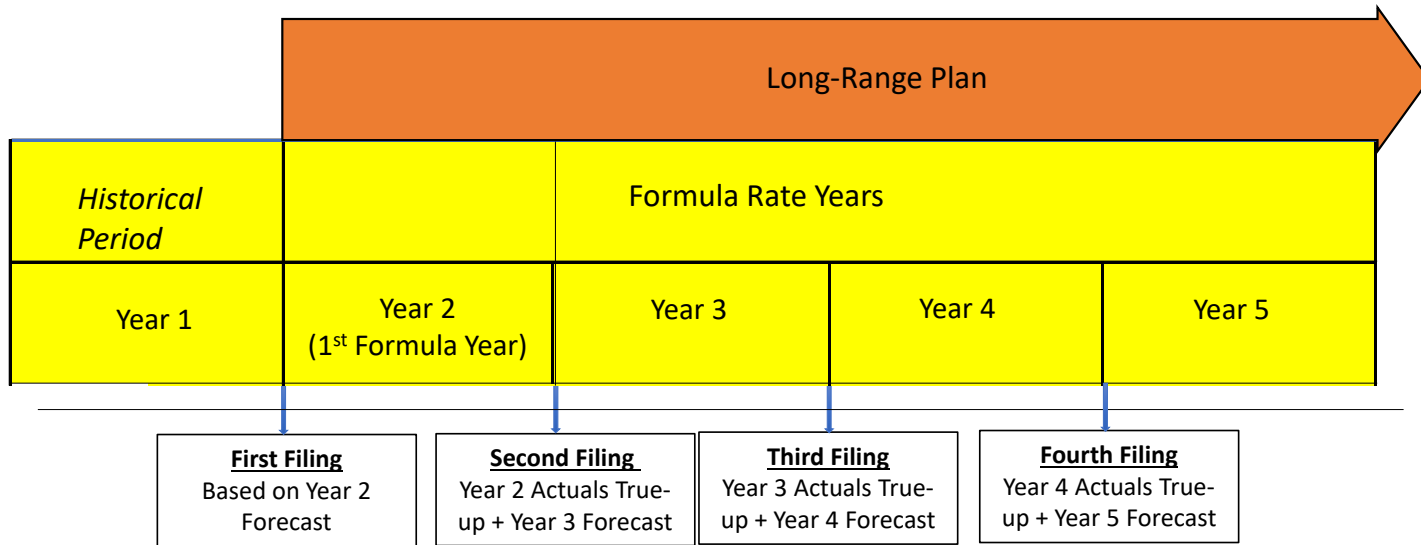 Long-Range Plan
Historical
Period
Formula Rate Years
Year 1
Year 2
(1st Formula Year)
Year 3
Year 4
Year 5
First Filing
Based on Year 2
Forecast
Second Filing
Year 2 Actuals True-
up + Year 3 Forecast
Third Filing
Year 3 Actuals True-
up + Year 4 Forecast
Fourth Filing
Year 4 Actuals True-
up + Year 5 Forecast